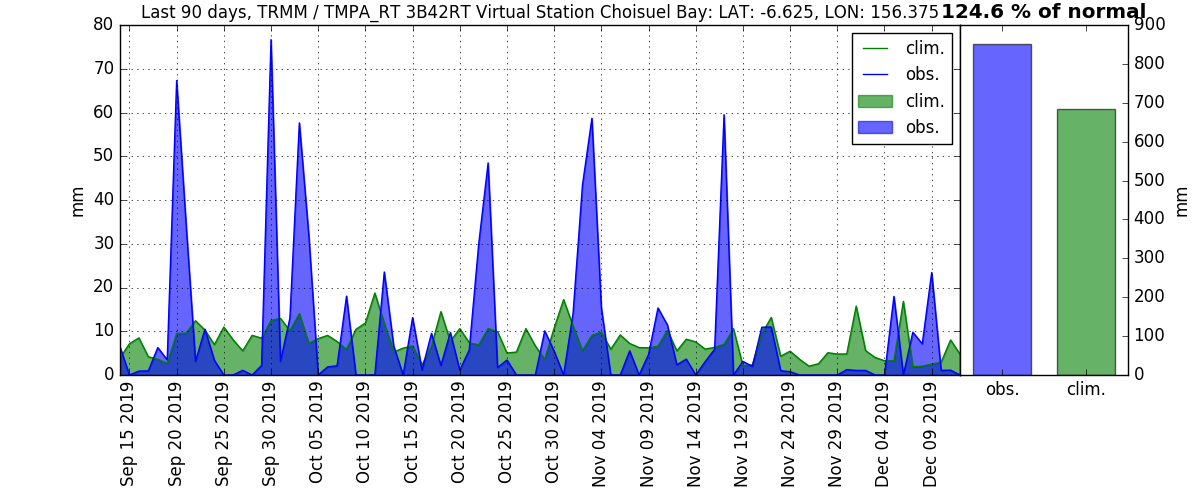 Last 90 days, TRMM / TMPA_RT 3B42RT Virtual Station Choisuel Bay: LAT: -6.625, LON: 156.375
124.6 % of normal
80
70
60
50
40
30
20
10
0
mm
clim.
obs.
clim.
obs.
Sep 15 2019
Sep 20 2019
Sep 25 2019
Sep 30 2019
Oct 05 2019
Oct 10 2019
Oct 15 2019
Oct 20 2019
Oct 25 2019
Oct 30 2019
Nov 04 2019
Nov 09 2019
Nov 14 2019
Nov 19 2019
Nov 24 2019
Nov 29 2019
Dec 04 2019
Dec 09 2019
900
800
700
600
500
400
300
200
100
0
mm
obs.
clim.